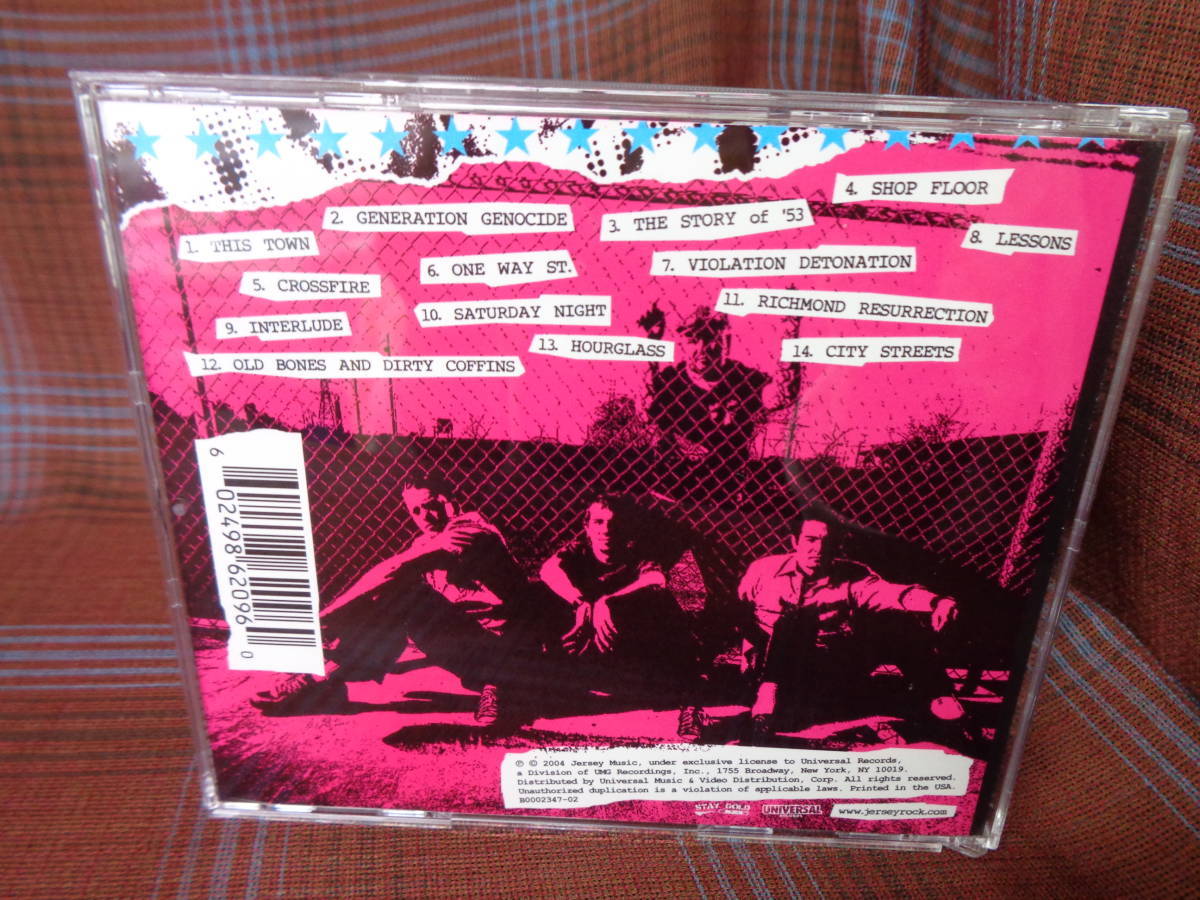 1. THIS TOWN
2. GENERATION GENOCIDE
3. THE STORY of '53
4. SHOP FLOOR
5. CROSSFIRE
6. ONE WAY ST.
7. VIOLATION DETONATION
8. LESSONS
9. INTERLUDE
10. SATURDAY NIGHT
11. RICHMOND RESURRECTION
12. OLD BONES AND DIRTY COFFINS
13. HOURGLASS
14. CITY STREETS
6 02498 62096 0
℗ © 2004 Jersey Music, under exclusive license to Universal Records,
a Division of UMG Recordings, Inc., 1755 Broadway, New York, NY 10019.
Distributed by Universal Music & Video Distribution, Corp. All rights reserved.
Unauthorized duplication is a violation of applicable laws. Printed in the USA.
B0002347-02
STAY GOLD
UNIVERSAL
www.jerseyrock.com